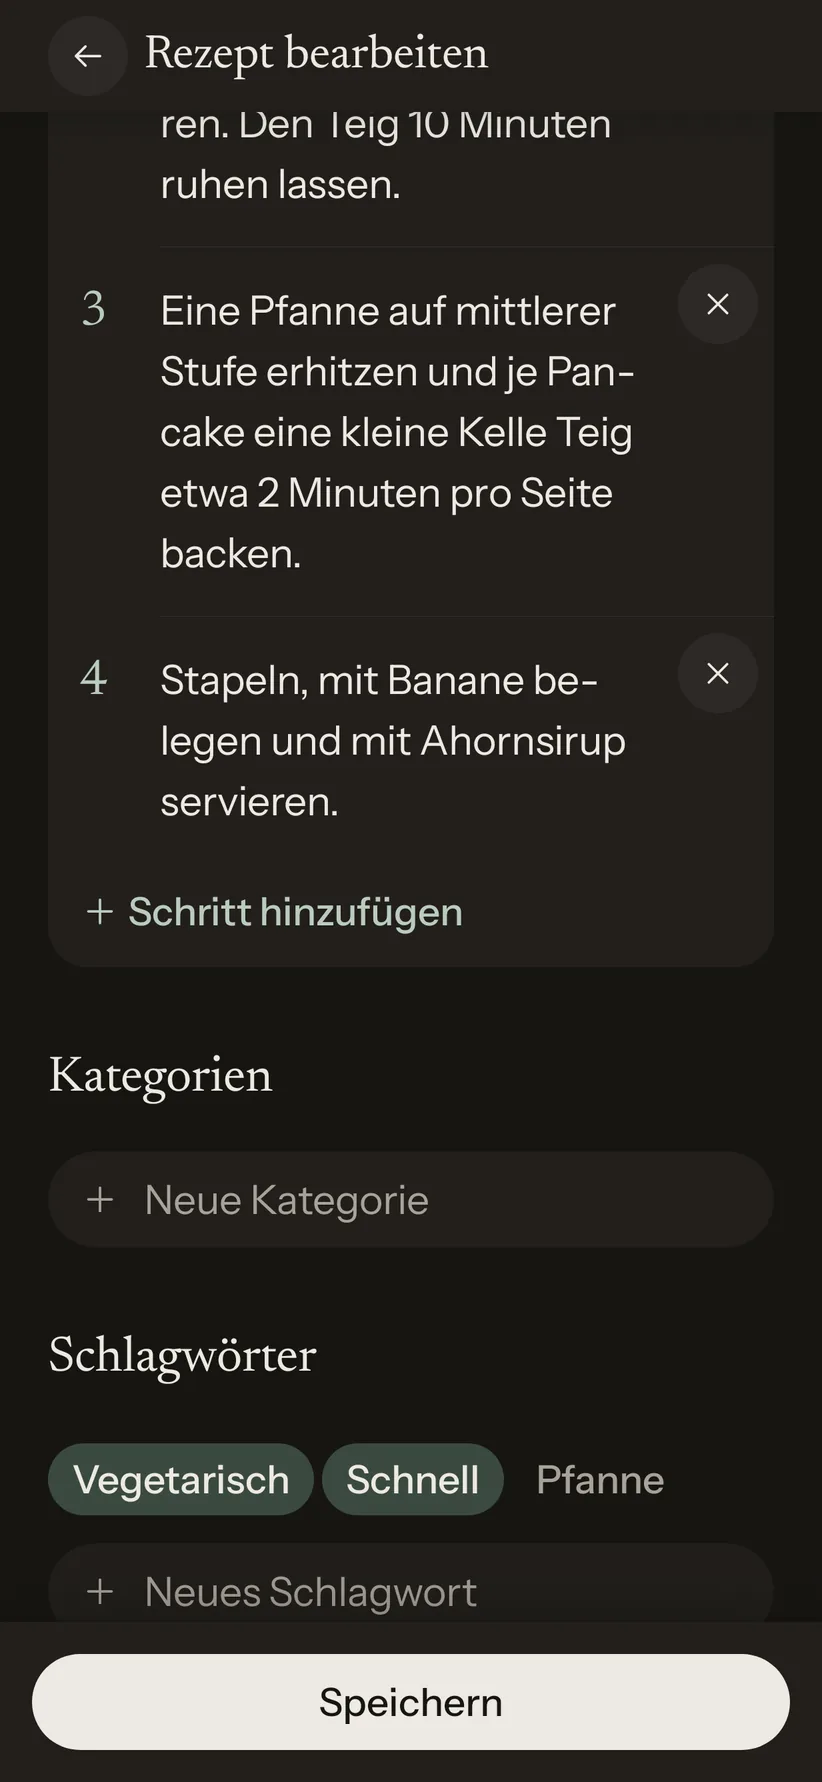 Rezept bearbeiten
ren. Den Teig 10 Minuten
ruhen lassen.
3
Eine Pfanne auf mittlerer
Stufe erhitzen und je Pan-
cake eine kleine Kelle Teig
etwa 2 Minuten pro Seite
backen.
4
Stapeln, mit Banane be-
legen und mit Ahornsirup
servieren.
+ Schritt hinzufügen
Kategorien
+ Neue Kategorie
Schlagwörter
Vegetarisch Schnell Pfanne
+ Neues Schlagwort
Speichern